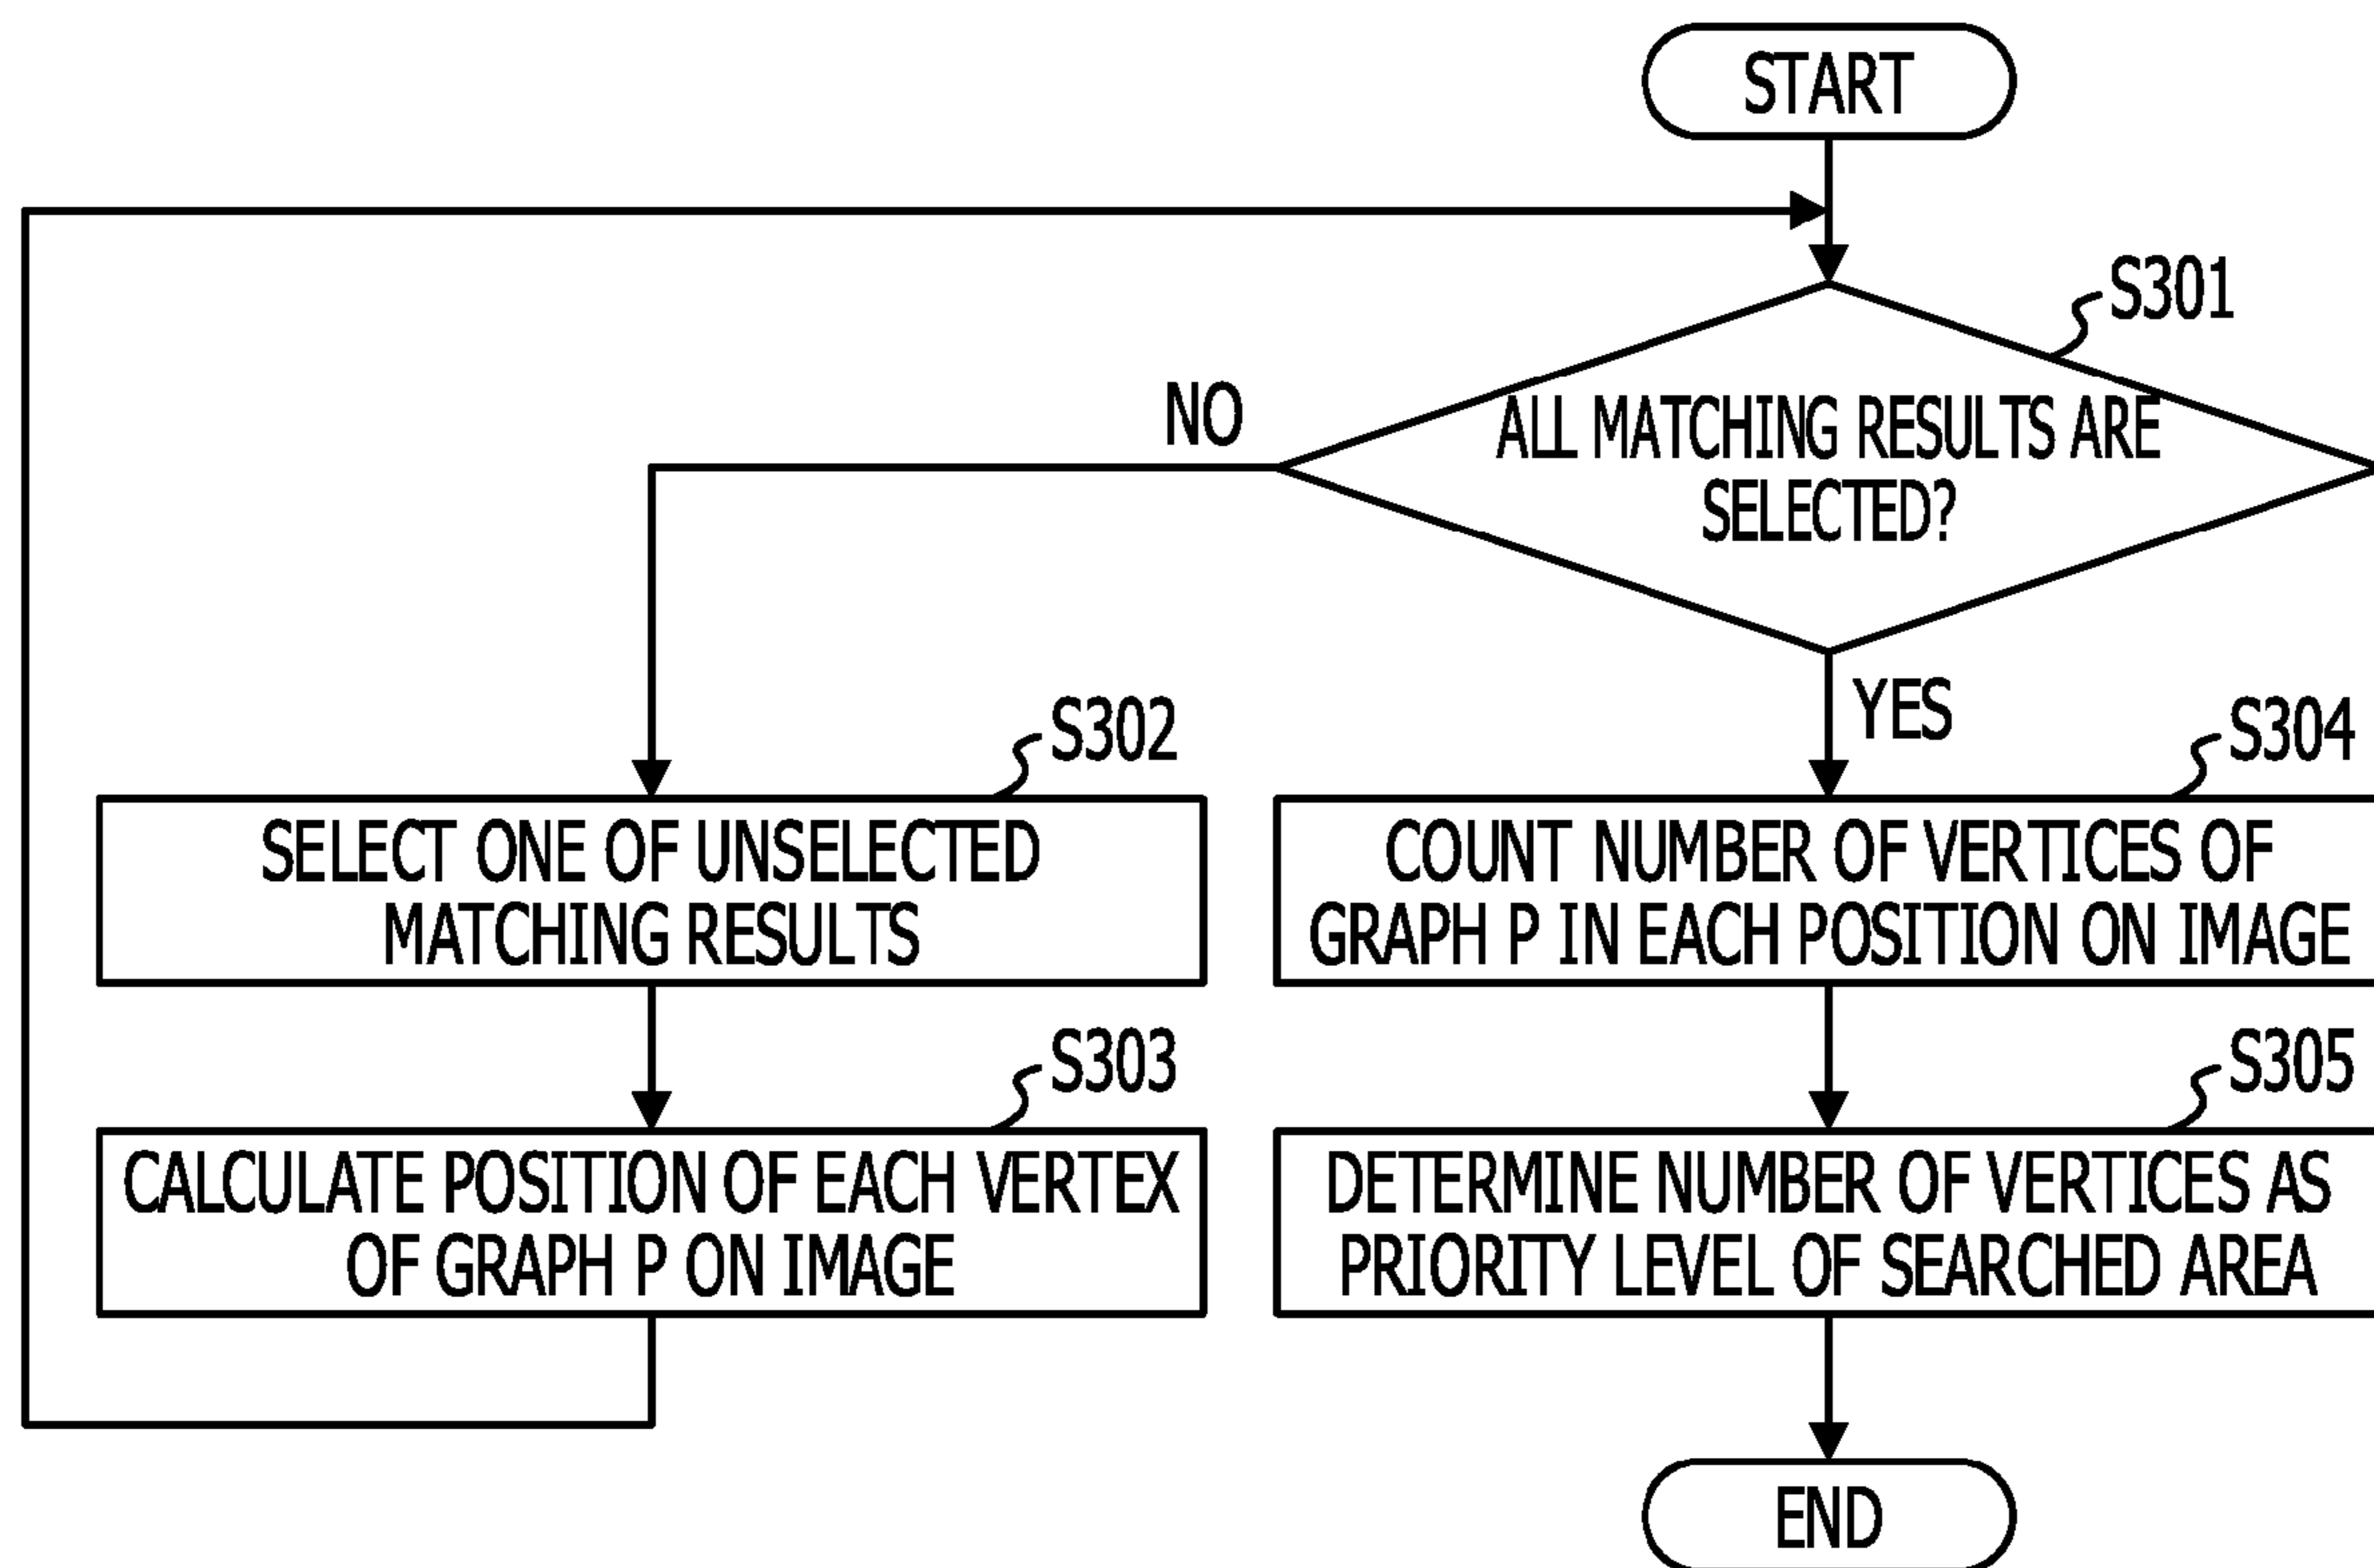 START
S301
ALL MATCHING RESULTS ARE
SELECTED?
NO
YES
S302
SELECT ONE OF UNSELECTED
MATCHING RESULTS
S303
CALCULATE POSITION OF EACH VERTEX
OF GRAPH P ON IMAGE
S304
COUNT NUMBER OF VERTICES OF
GRAPH P IN EACH POSITION ON IMAGE
S305
DETERMINE NUMBER OF VERTICES AS
PRIORITY LEVEL OF SEARCHED AREA
END